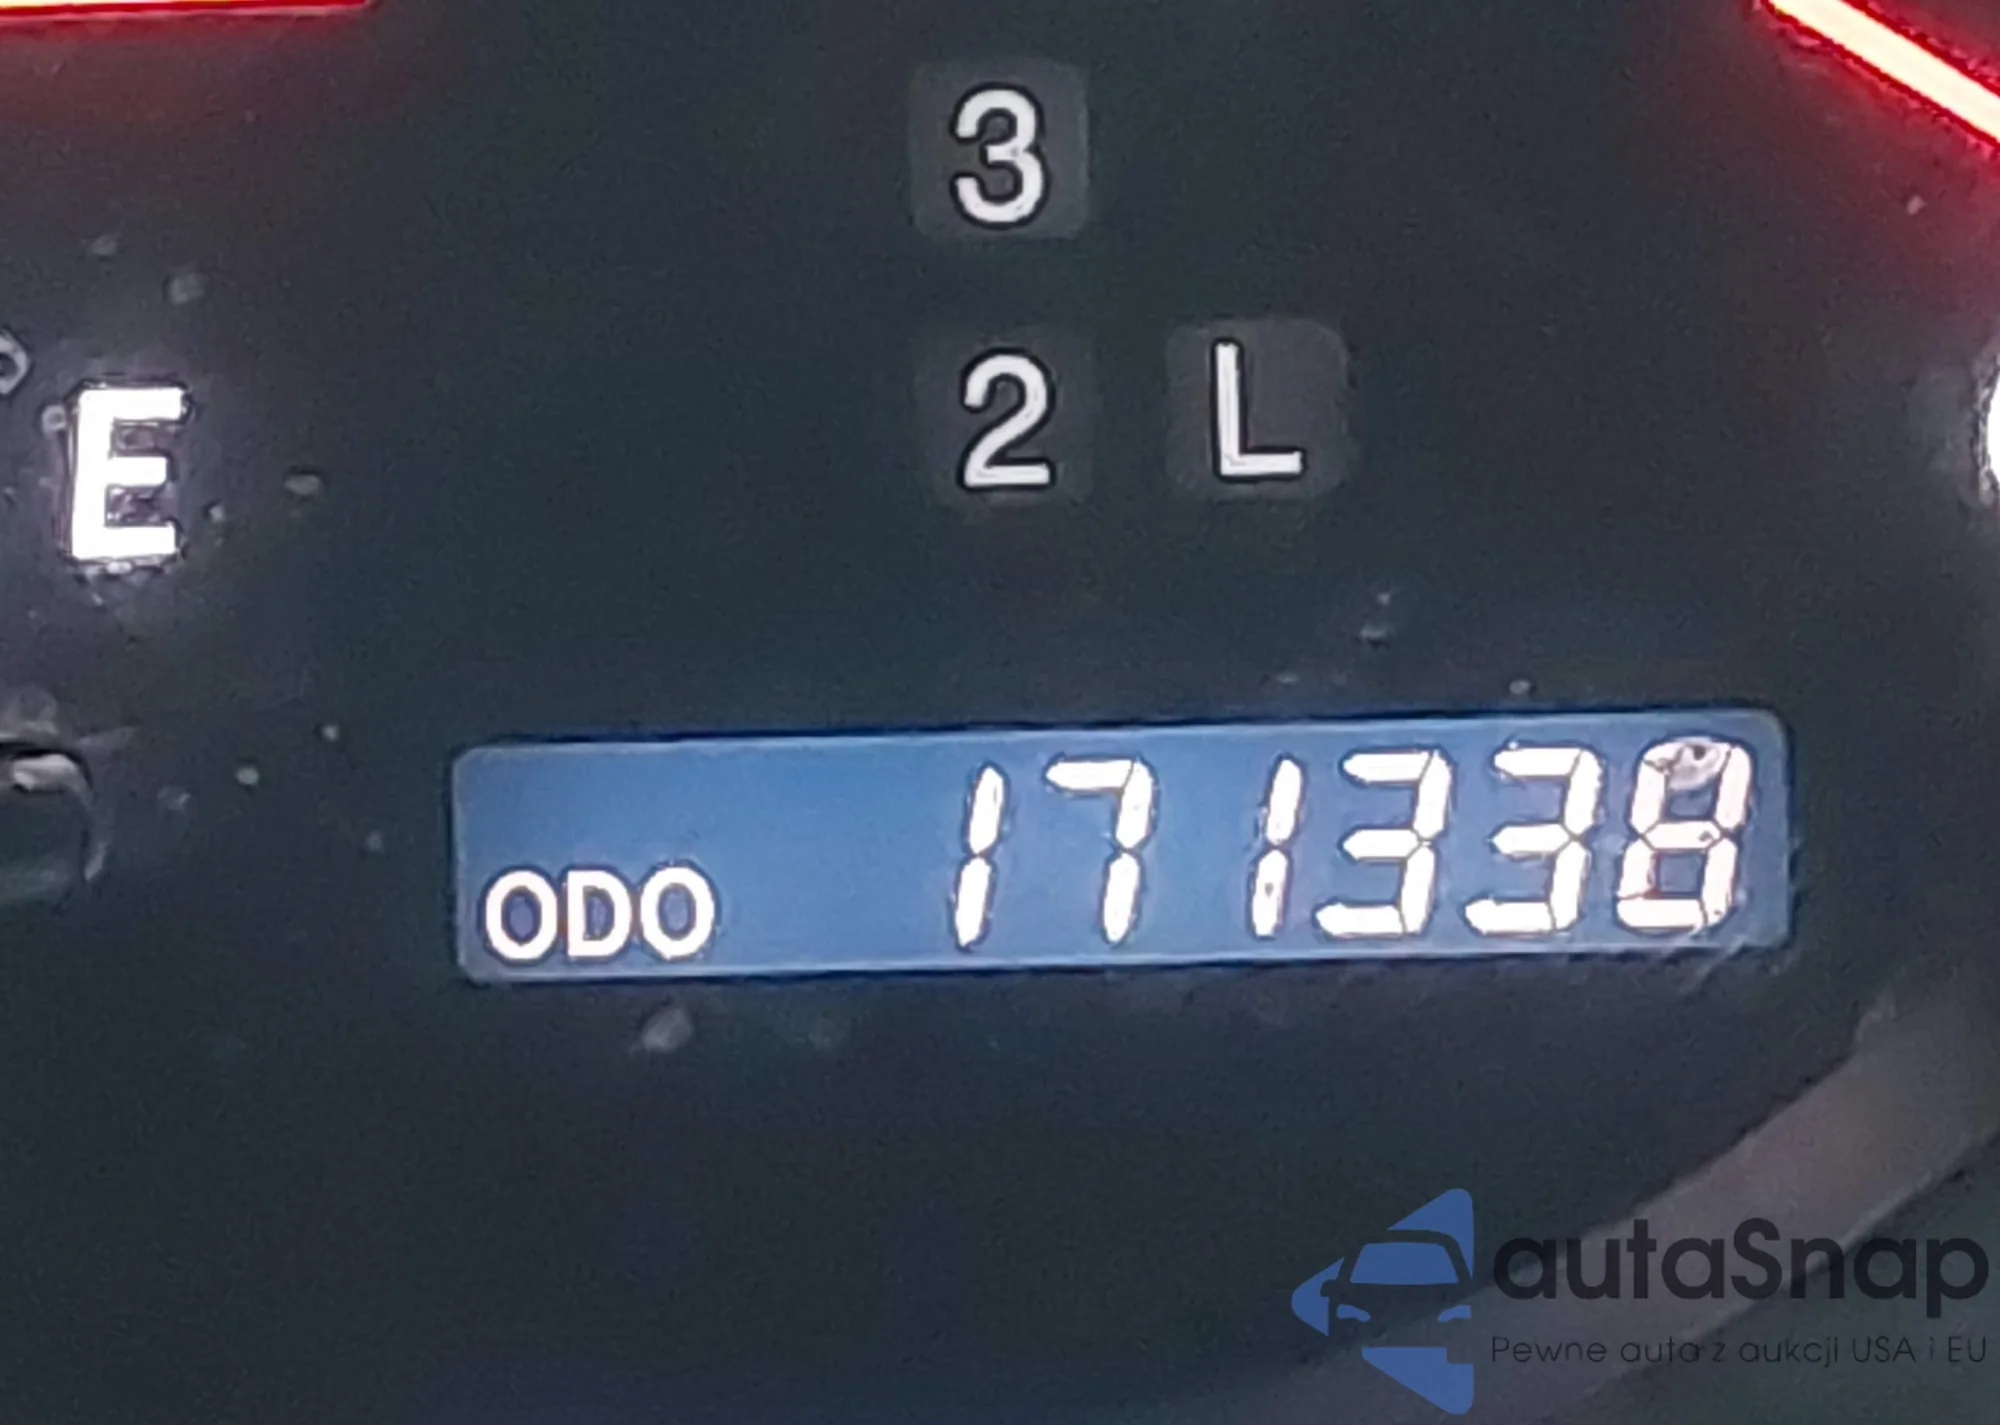 3
2 L
E
ODO 171338
autaSnap
Pewne auta z aukcji USA i EU